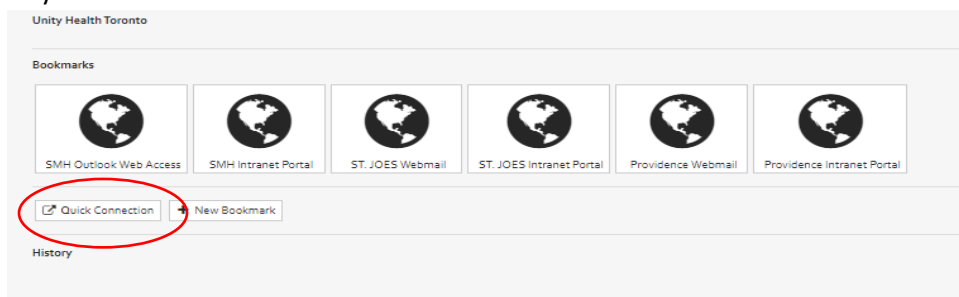 Unity Health Toronto
Bookmarks
SMH Outlook Web Access
SMH Intranet Portal
ST. JOES Webmail
ST. JOES Intranet Portal
Providence Webmail
Providence Intranet Portal
Quick Connection
+ New Bookmark
History